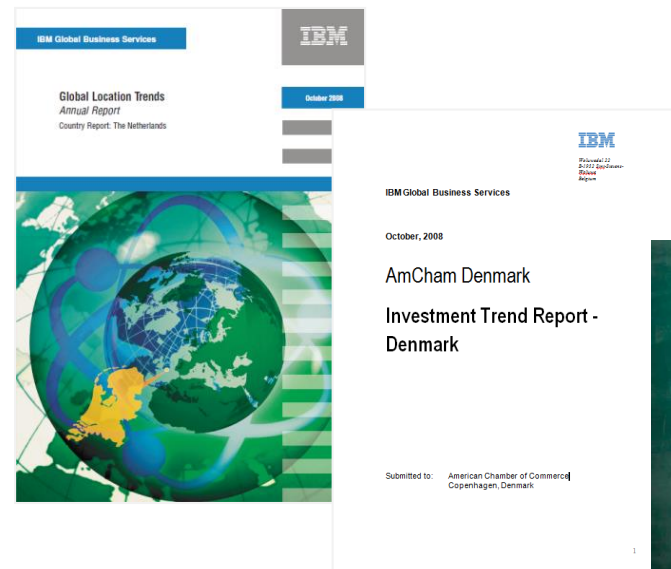 IBM Global Business Services
IBM
Global Location Trends
Annual Report
October 2008
Country Report: The Netherlands
IBM
Belgium
IBM Global Business Services
October, 2008
AmCham Denmark
Investment Trend Report -
Denmark
Submitted to: American Chamber of Commerce
Copenhagen, Denmark
1